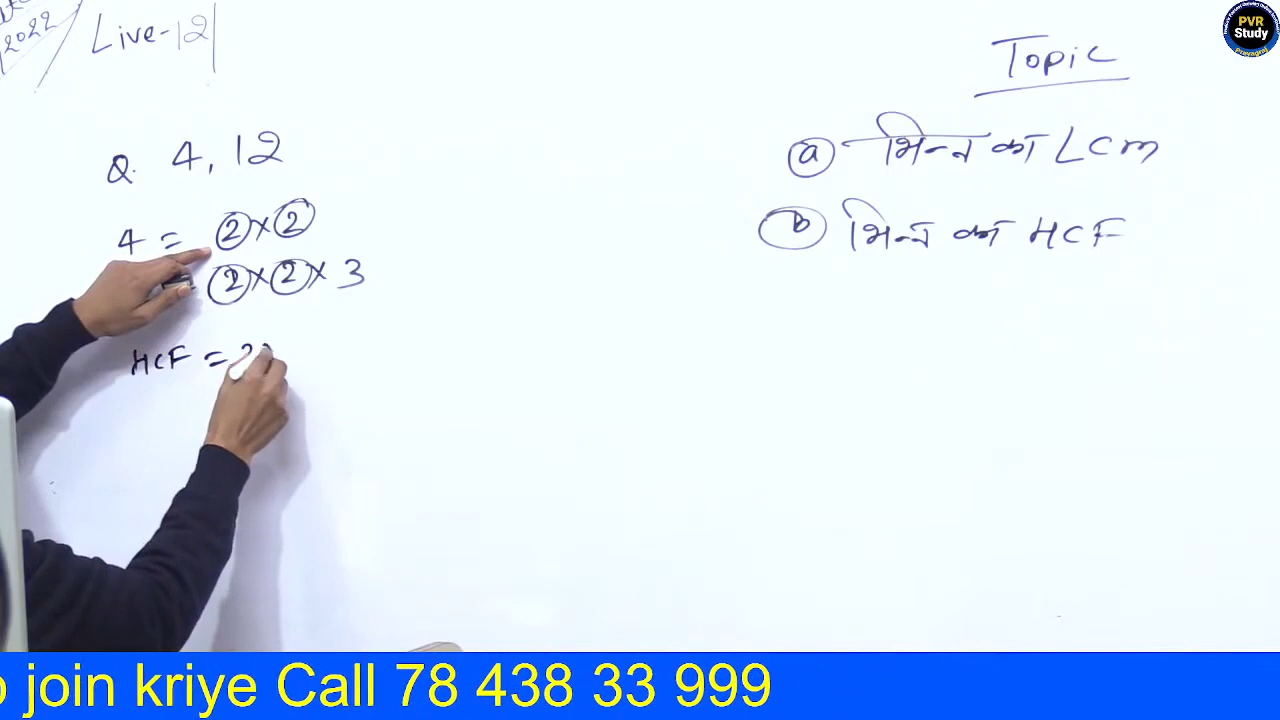 2022
Live-12
Q. 4, 12
4 = 2×2
= 2×2×3
HCF =
Topic
(a) भिन्न का LCM
(b) भिन्न का HCF
PVR
Study
Prayagraj
join kriye Call 78 438 33 999